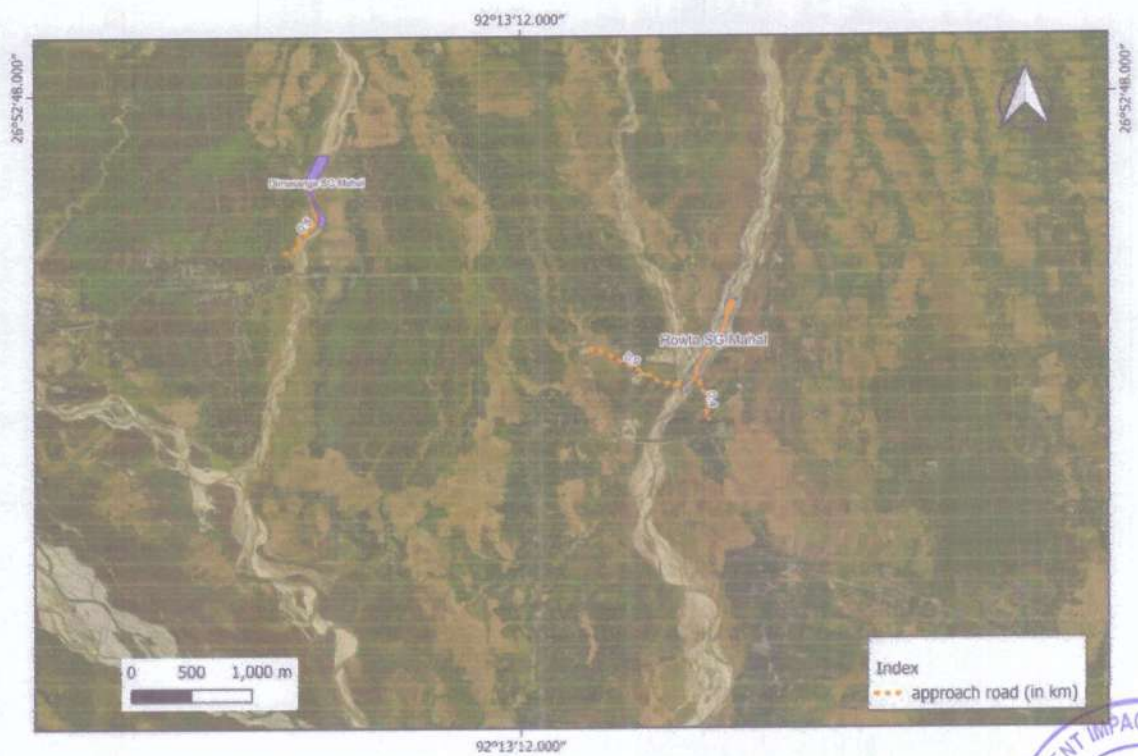 92°13'12.000"
26°52'48.000"
26°52'48.000"
SG Mahal
Rowta SG Mahal
0 500 1,000 m
Index
approach road (in km)
92°13'12.000"
ENT IMPAC